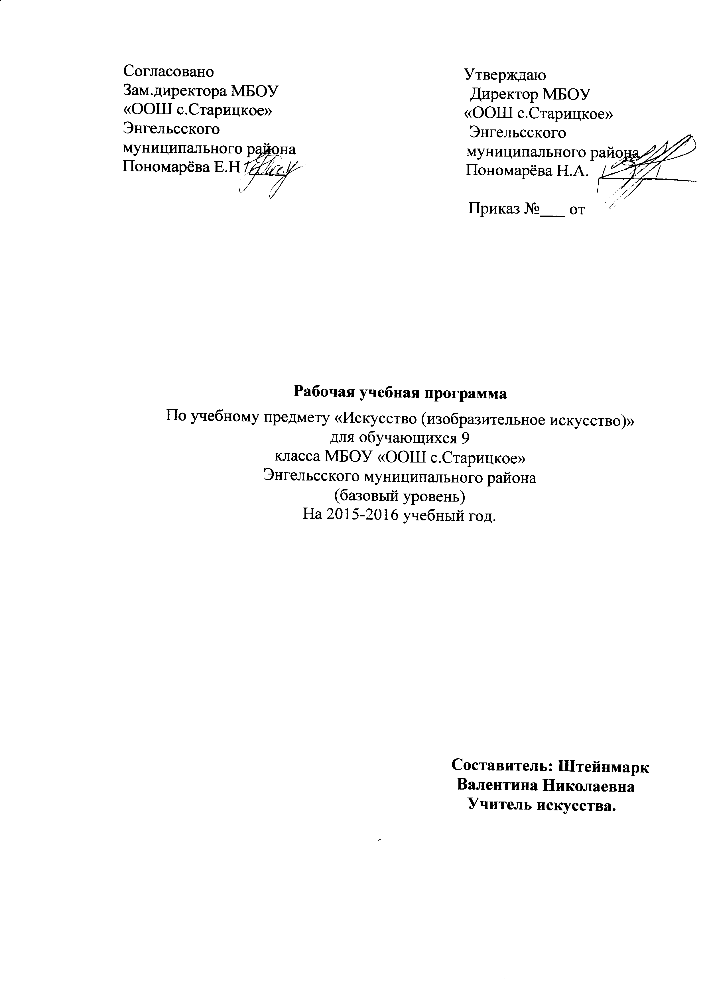 Согласовано
Зам.директора МБОУ
«ООШ с.Старицкое»
Энгельсского
муниципального района
Пономарёва Е.Н
Утверждаю
Директор МБОУ
«ООШ с.Старицкое»
Энгельсского
муниципального района
Пономарёва Н.А.
Приказ №___ от
Рабочая учебная программа
По учебному предмету «Искусство (изобразительное искусство)»
для обучающихся 9
класса МБОУ «ООШ с.Старицкое»
Энгельсского муниципального района
(базовый уровень)
На 2015-2016 учебный год.
Составитель: Штейнмарк
Валентина Николаевна
Учитель искусства.